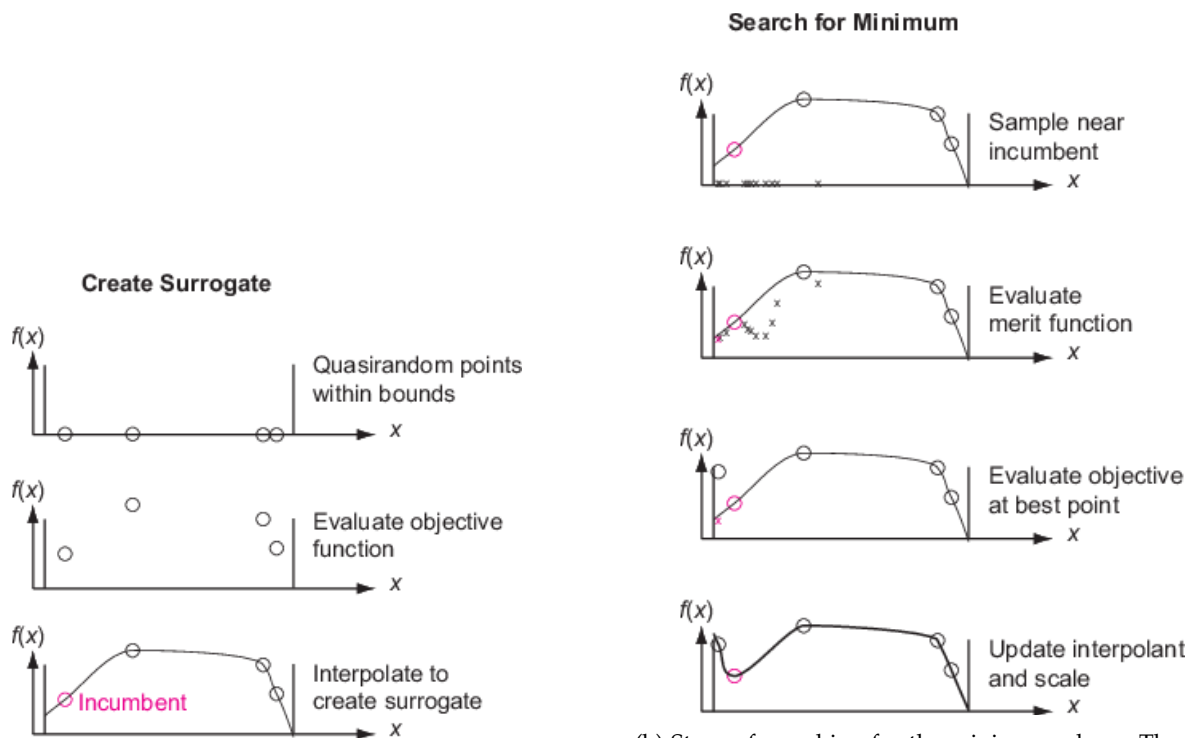 Create Surrogate
f(x)
Quasirandom points
within bounds
x
f(x)
Evaluate objective
function
x
f(x)
Incumbent
Interpolate to
create surrogate
x
Search for Minimum
f(x)
Sample near
incumbent
x
f(x)
Evaluate
merit function
x
f(x)
Evaluate objective
at best point
x
f(x)
Update interpolant
and scale
x